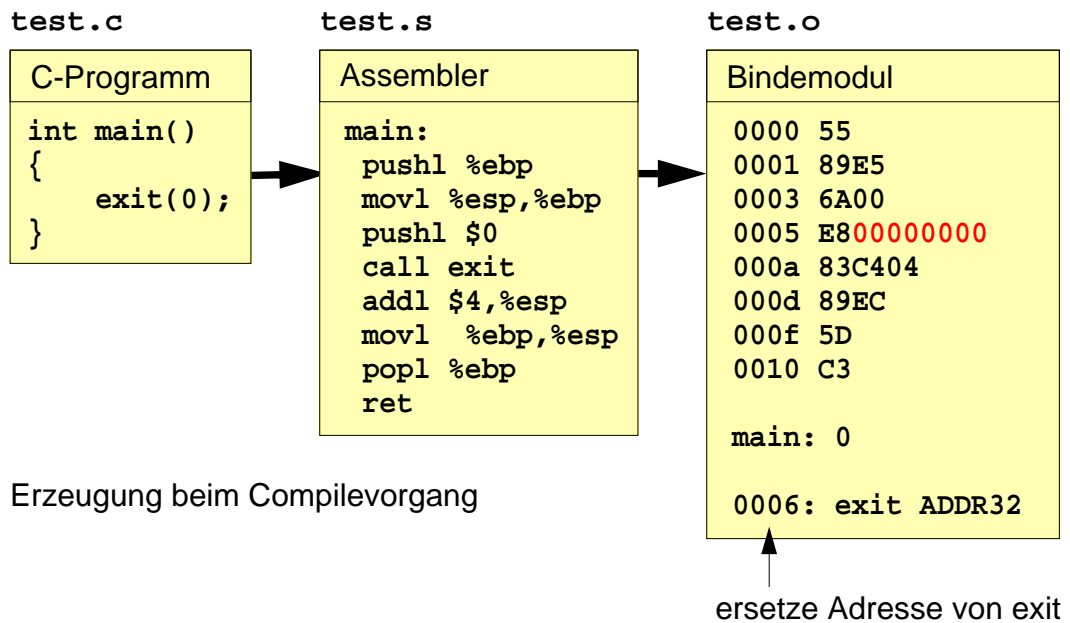 test.c
C-Programm
int main()
{
    exit(0);
}
test.s
Assembler
main:
 pushl %ebp
 movl %esp,%ebp
 pushl $0
 call exit
 addl $4,%esp
 movl  %ebp,%esp
 popl %ebp
 ret
test.o
Bindemodul
0000 55
0001 89E5
0003 6A00
0005 E800000000
000a 83C404
000d 89EC
000f 5D
0010 C3
main: 0
0006: exit ADDR32
Erzeugung beim Compilevorgang
ersetze Adresse von exit